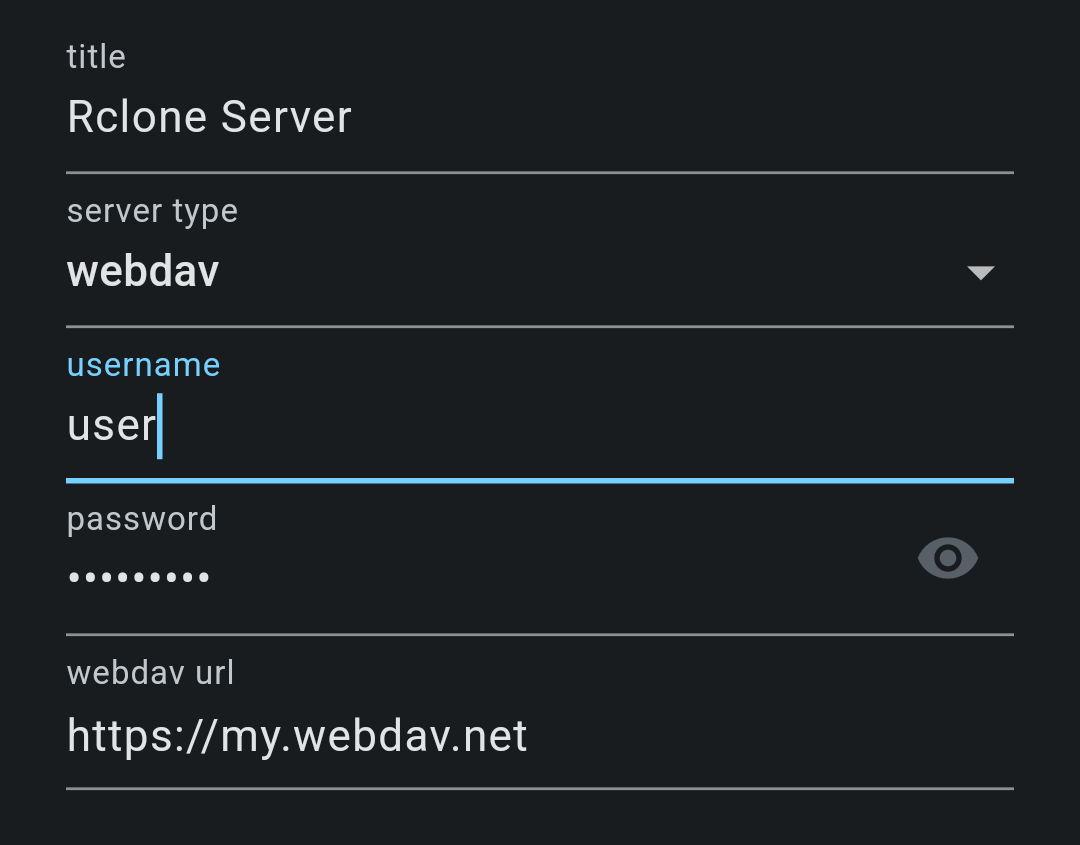 title
Rclone Server
server type
webdav
username
user
password
•••••••••
webdav url
https://my.webdav.net